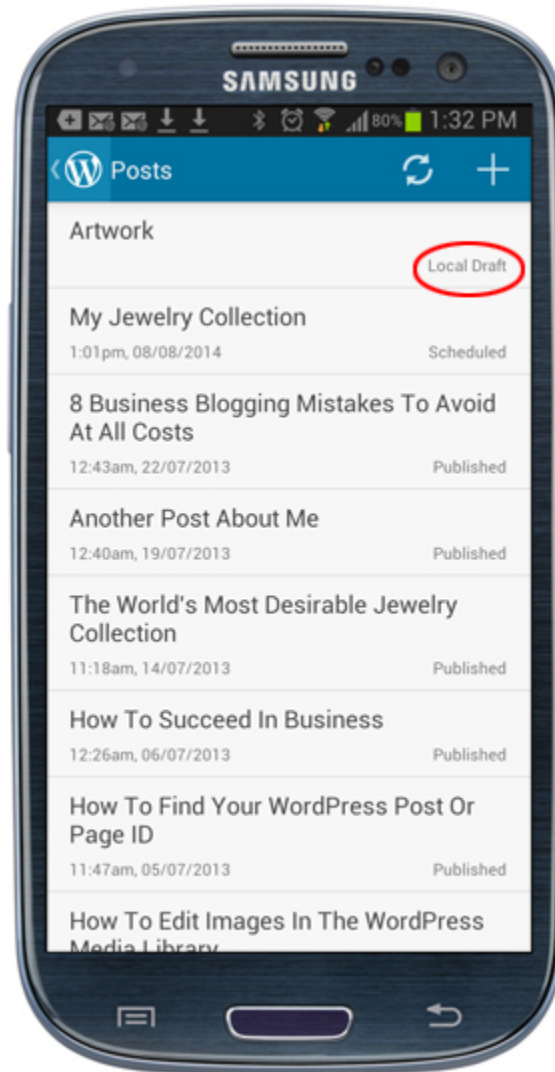 SAMSUNG
80% 1:32 PM
Posts
Artwork
Local Draft
My Jewelry Collection
1:01pm, 08/08/2014 Scheduled
8 Business Blogging Mistakes To Avoid
At All Costs
12:43am, 22/07/2013 Published
Another Post About Me
12:40am, 19/07/2013 Published
The World's Most Desirable Jewelry
Collection
11:18am, 14/07/2013 Published
How To Succeed In Business
12:26am, 06/07/2013 Published
How To Find Your WordPress Post Or
Page ID
11:47am, 05/07/2013 Published
How To Edit Images In The WordPress
Media Library